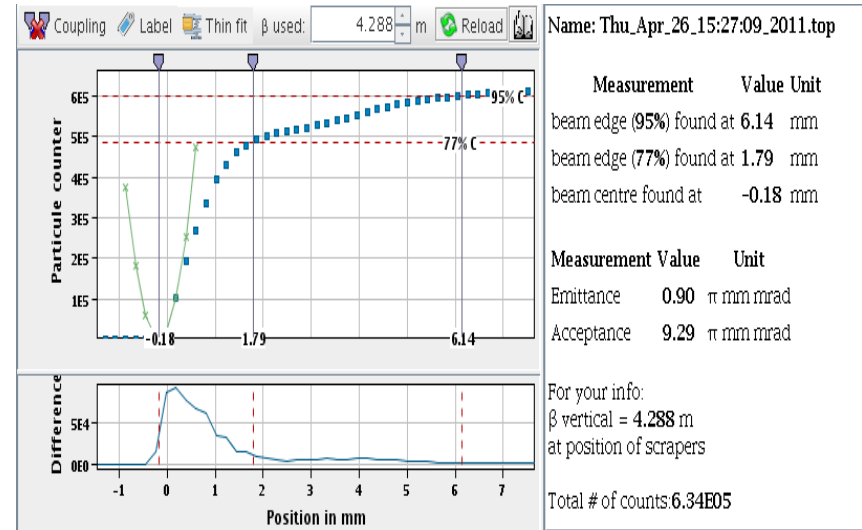 Coupling Label Thin fit β used: 4.288 m Reload
Name: Thu_Apr_26_15:27:09_2011.top
Measurement Value Unit
beam edge (95%) found at 6.14 mm
beam edge (77%) found at 1.79 mm
beam centre found at -0.18 mm
Measurement Value Unit
Emittance 0.90 π mm mrad
Acceptance 9.29 π mm mrad
For your info:
β vertical = 4.288 m
at position of scrapers
Total # of counts:6.34E05
Particule counter
6E5
5E5
4E5
3E5
2E5
1E5
95% C
77% C
-0.18 1.79 6.14
Difference
5E4
0E0
-1 0 1 2 3 4 5 6 7
Position in mm